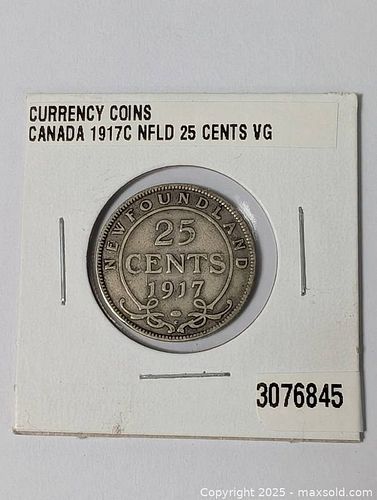 CURRENCY COINS
CANADA 1917C NFLD 25 CENTS VG
NEWFOUNDLAND
25
CENTS
1917
3076845
Copyright © 2025 - maxsold.com